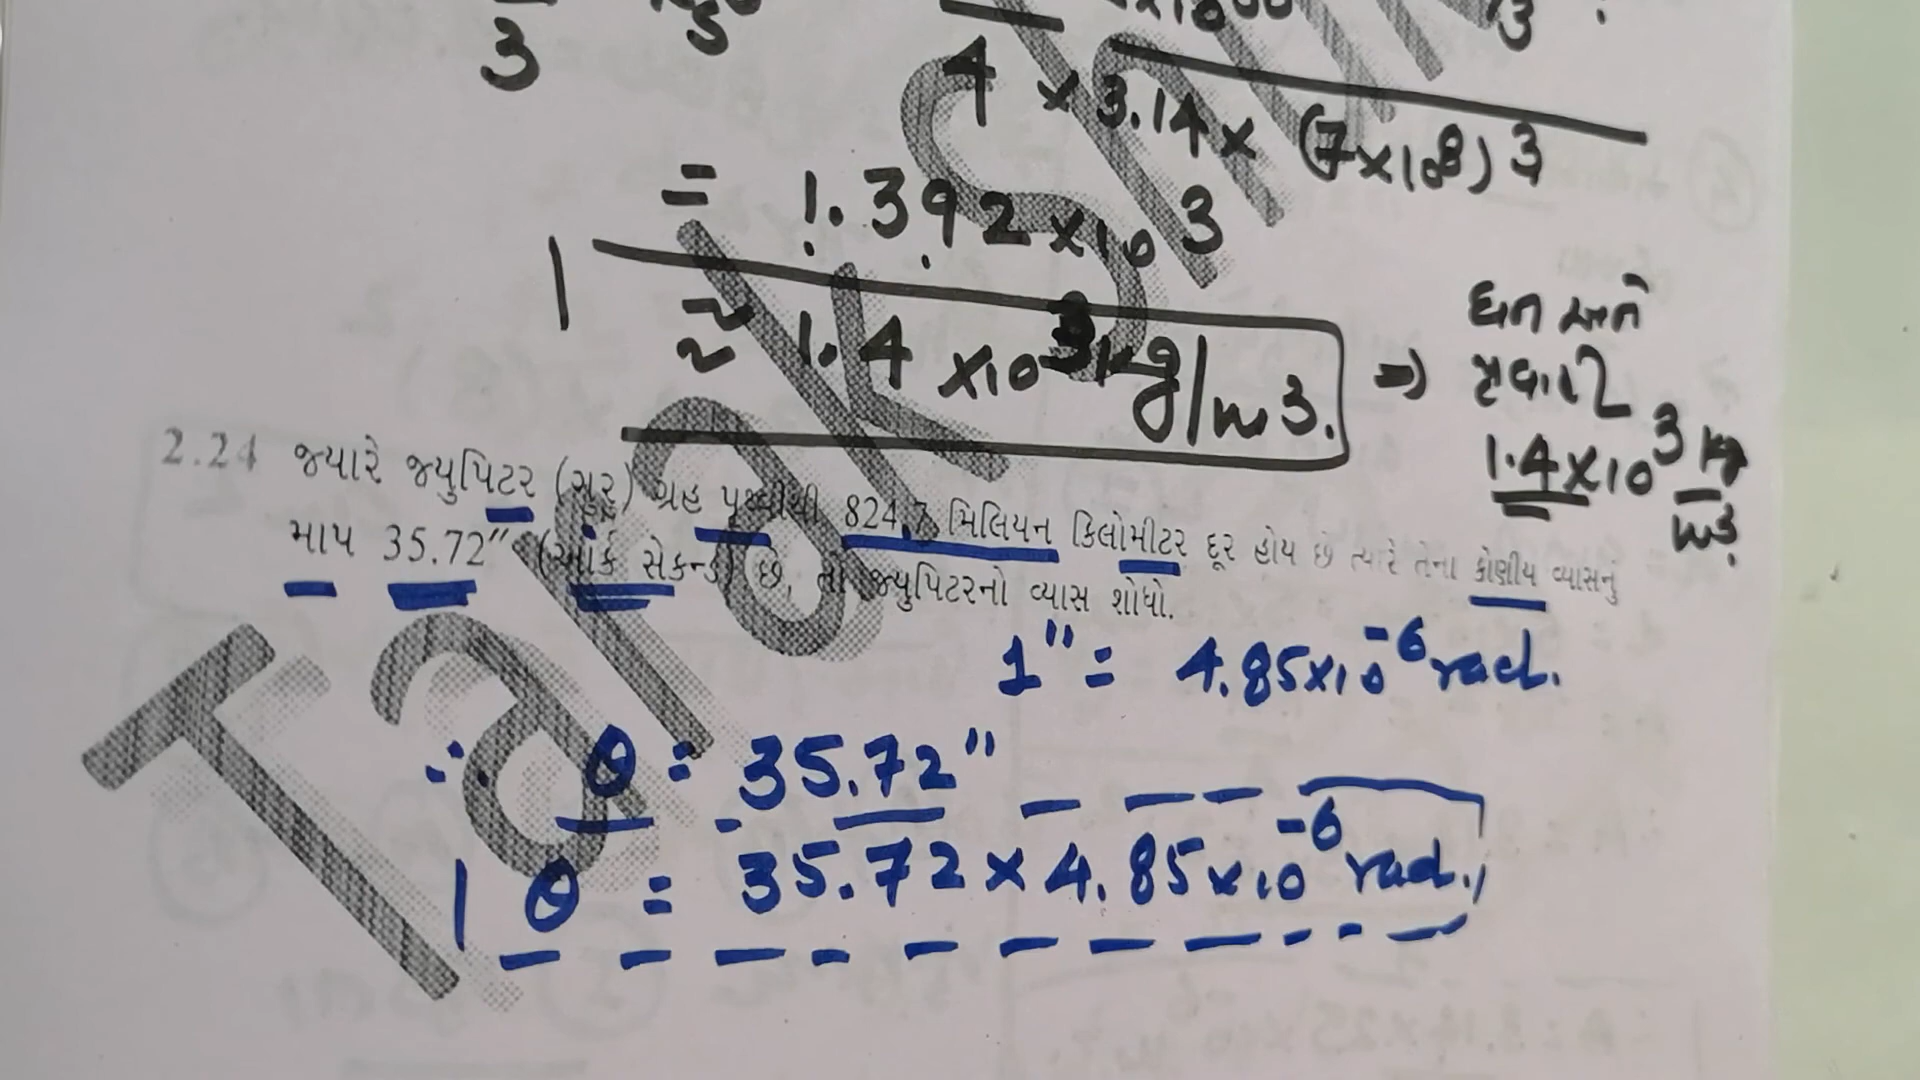 3
4 × 3.14 × (7×10⁸)³
= 1.392 × 10³
≈ 1.4 × 10³ kg/m³.
⇒ ઘન અને
પ્રવાહી
1.4×10³ kg
m³.
2.24 જ્યારે જ્યુપિટર (ગુરુ) ગ્રહ પૃથ્વીથી 824.7 મિલિયન કિલોમીટર દૂર હોય છે ત્યારે તેના કોણીય વ્યાસનું
માપ 35.72″ (આર્ક સેકન્ડ) છે, તો જ્યુપિટરનો વ્યાસ શોધો.
1″ = 4.85×10⁻⁶ rad.
∴ θ = 35.72″
θ = 35.72 × 4.85 × 10⁻⁶ rad.